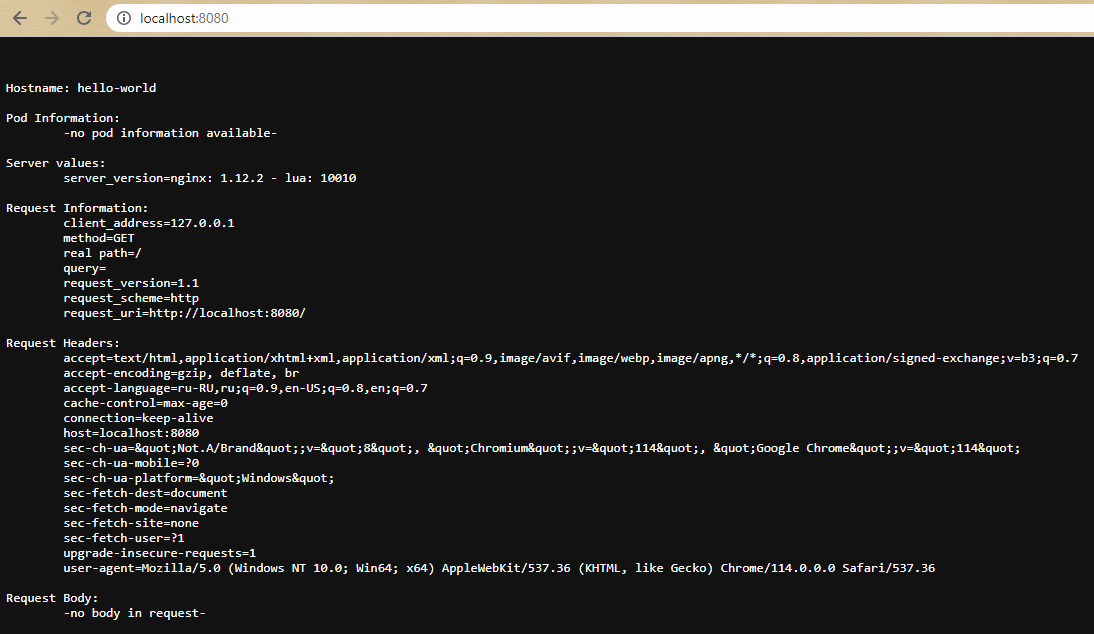 localhost:8080
Hostname: hello-world
Pod Information:
-no pod information available-
Server values:
server_version=nginx: 1.12.2 - lua: 10010
Request Information:
client_address=127.0.0.1
method=GET
real path=/
query=
request_version=1.1
request_scheme=http
request_uri=http://localhost:8080/
Request Headers:
accept=text/html,application/xhtml+xml,application/xml;q=0.9,image/avif,image/webp,image/apng,*/*;q=0.8,application/signed-exchange;v=b3;q=0.7
accept-encoding=gzip, deflate, br
accept-language=ru-RU,ru;q=0.9,en-US;q=0.8,en;q=0.7
cache-control=max-age=0
connection=keep-alive
host=localhost:8080
sec-ch-ua=&quot;Not.A/Brand&quot;;v=&quot;8&quot;, &quot;Chromium&quot;;v=&quot;114&quot;, &quot;Google Chrome&quot;;v=&quot;114&quot;
sec-ch-ua-mobile=?0
sec-ch-ua-platform=&quot;Windows&quot;
sec-fetch-dest=document
sec-fetch-mode=navigate
sec-fetch-site=none
sec-fetch-user=?1
upgrade-insecure-requests=1
user-agent=Mozilla/5.0 (Windows NT 10.0; Win64; x64) AppleWebKit/537.36 (KHTML, like Gecko) Chrome/114.0.0.0 Safari/537.36
Request Body:
-no body in request-